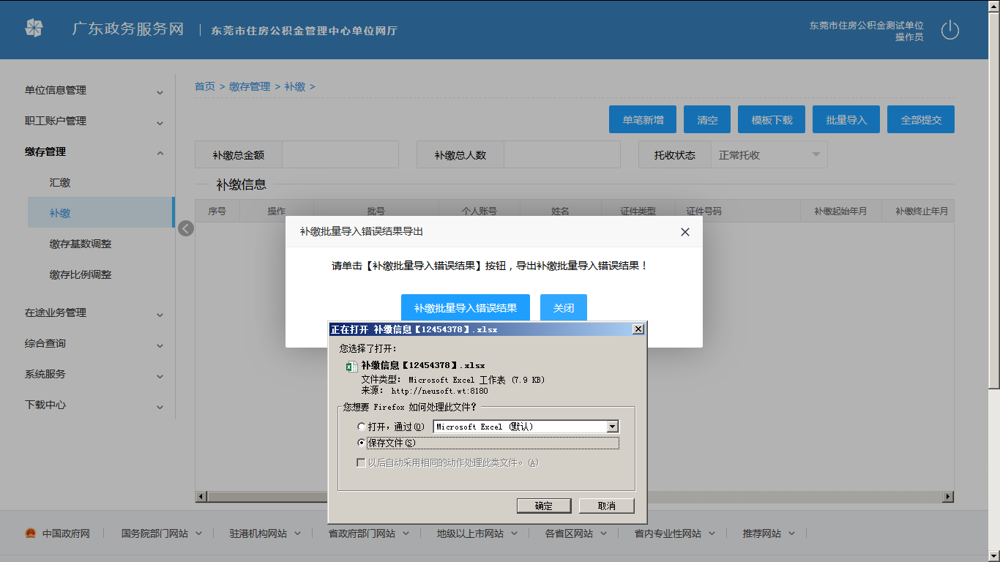 广东政务服务网 | 东莞市住房公积金管理中心单位网厅
东莞市住房公积金测试单位
操作员
单位信息管理
职工账户管理
缴存管理
汇缴
补缴
缴存基数调整
缴存比例调整
在途业务管理
综合查询
系统服务
下载中心
首页 > 缴存管理 > 补缴 >
单笔新增 清空 模板下载 批量导入 全部提交
补缴总金额 补缴总人数 托收状态 正常托收
补缴信息
序号 操作 批号 个人账号 姓名 证件类型 证件号码 补缴起始年月 补缴终止年月
补缴批量导入错误结果导出
请单击【补缴批量导入错误结果】按钮，导出补缴批量导入错误结果！
补缴批量导入错误结果 关闭
正在打开 补缴信息【12454378】.xlsx
您选择了打开:
补缴信息【12454378】.xlsx
文件类型: Microsoft Excel 工作表 (7.9 KB)
来源: http://neusoft.wt:8180
您想要 Firefox 如何处理此文件?
打开，通过(O) Microsoft Excel (默认)
保存文件(S)
以后自动采用相同的动作处理此类文件。(A)
确定 取消
中国政府网 国务院部门网站 驻港机构网站 省政府部门网站 地级以上市网站 各省区网站 省内专业性网站 推荐网站